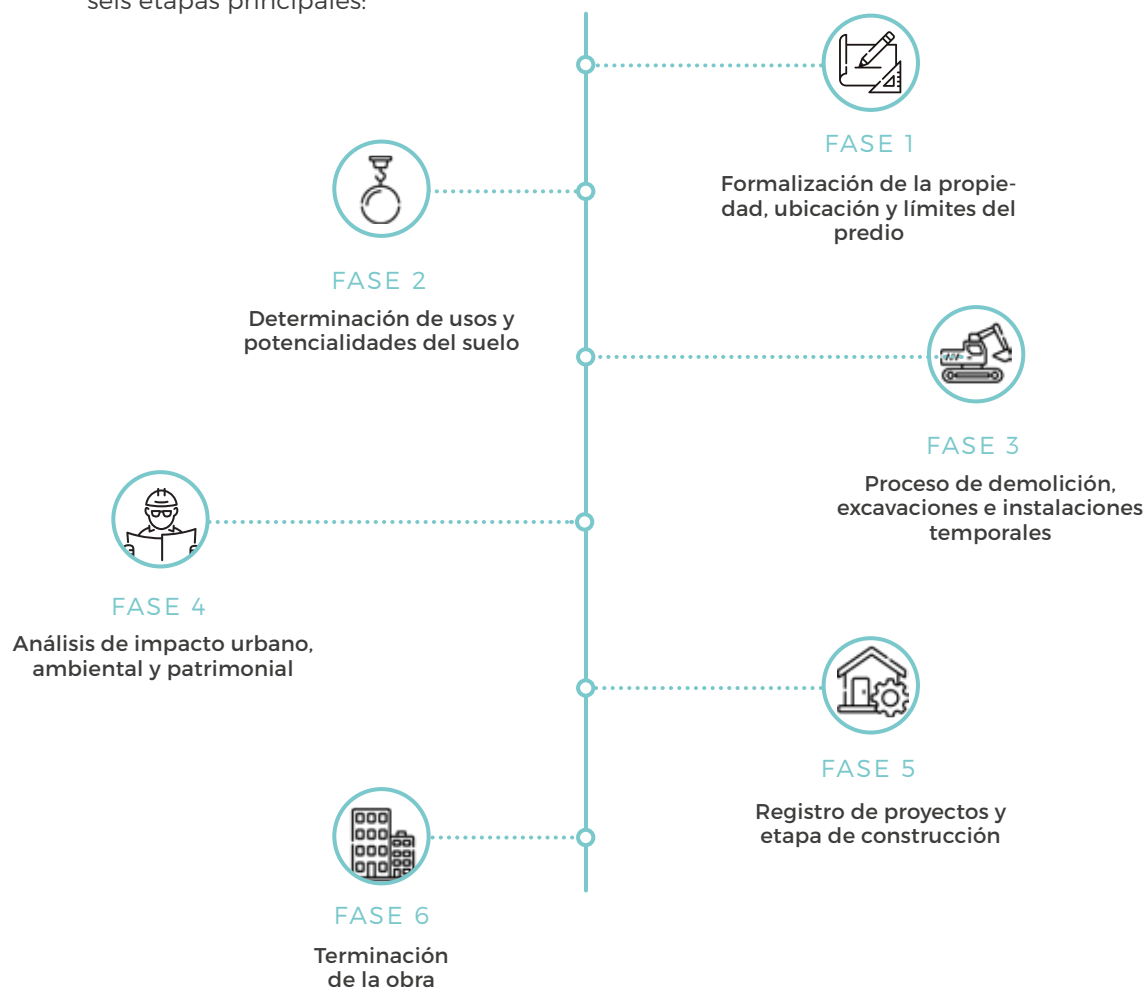 seis etapas principales:
FASE 1
Formalización de la propie-
dad, ubicación y límites del
predio
FASE 2
Determinación de usos y
potencialidades del suelo
FASE 3
Proceso de demolición,
excavaciones e instalaciones
temporales
FASE 4
Análisis de impacto urbano,
ambiental y patrimonial
FASE 5
Registro de proyectos y
etapa de construcción
FASE 6
Terminación
de la obra